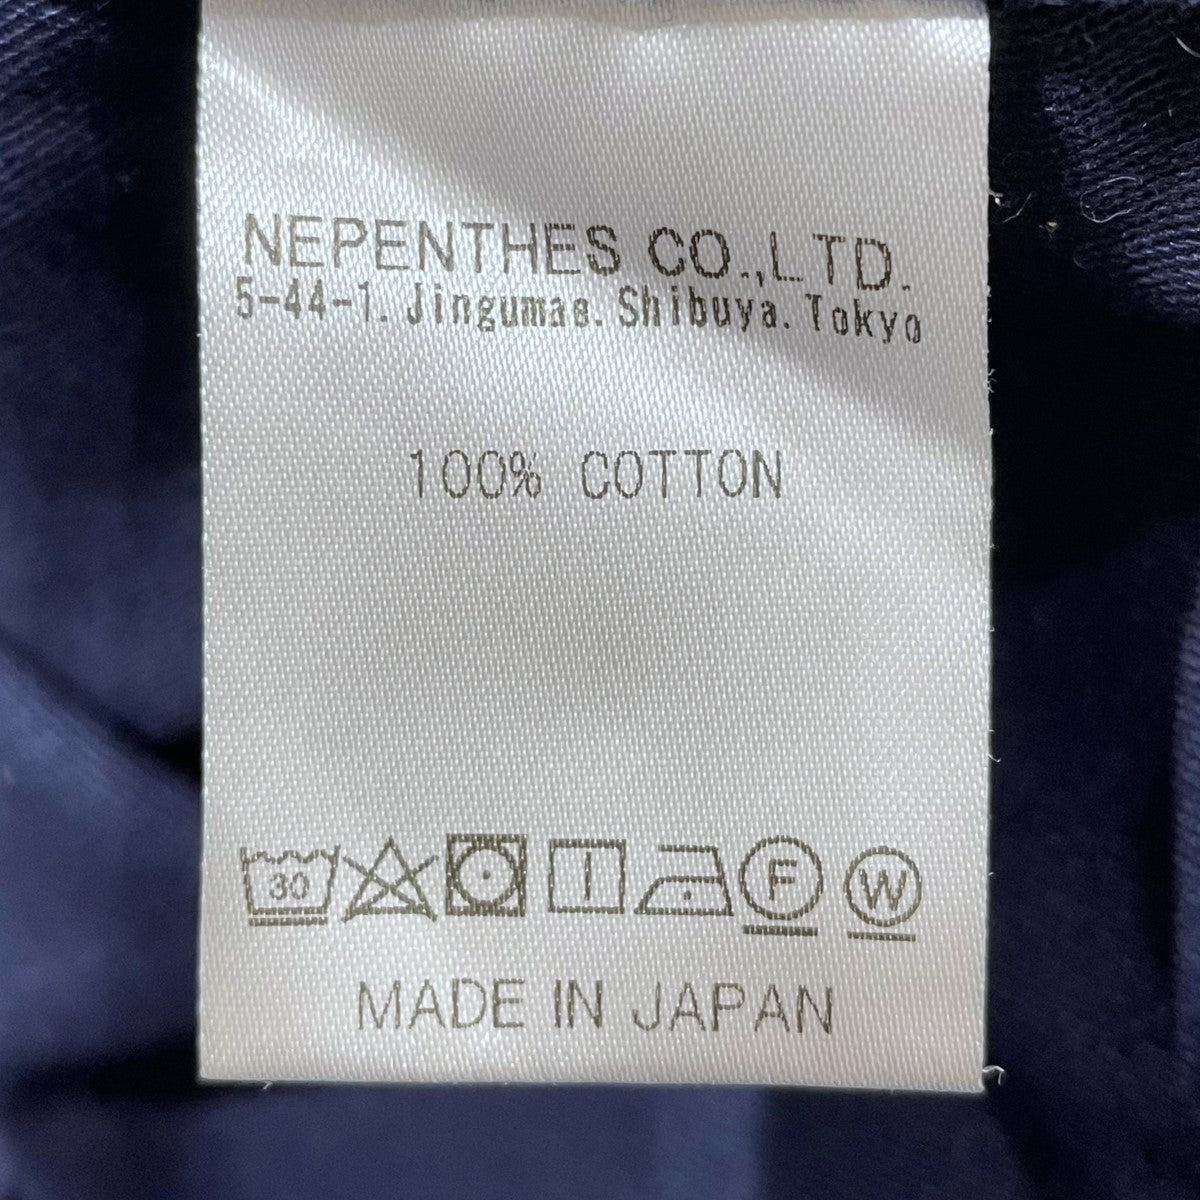 NEPENTHES CO.,LTD.
5-44-1. Jingumae. Shibuya. Tokyo
100% COTTON
30 F W
MADE IN JAPAN